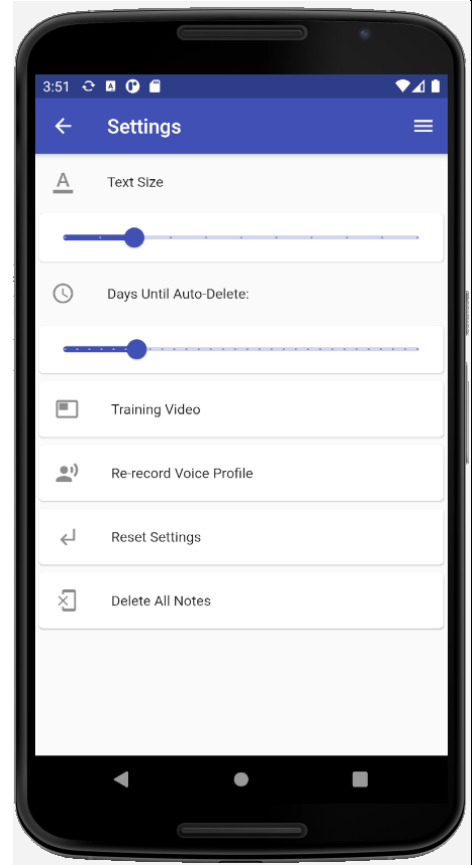 3:51
Settings
A
Text Size
Days Until Auto-Delete:
Training Video
Re-record Voice Profile
Reset Settings
Delete All Notes